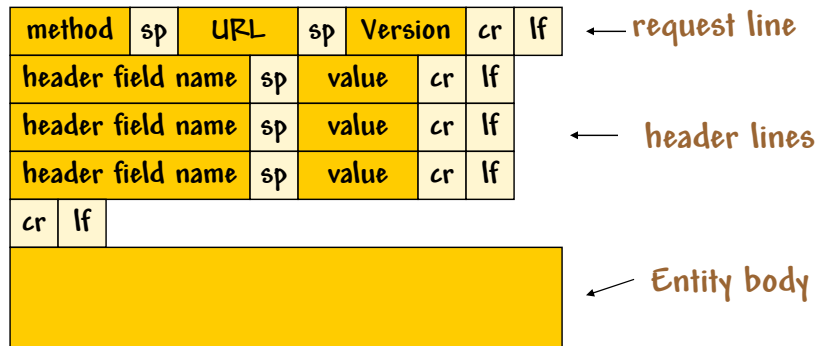 method sp URL sp Version cr lf request line
header field name sp value cr lf
header field name sp value cr lf header lines
header field name sp value cr lf
cr lf
Entity body